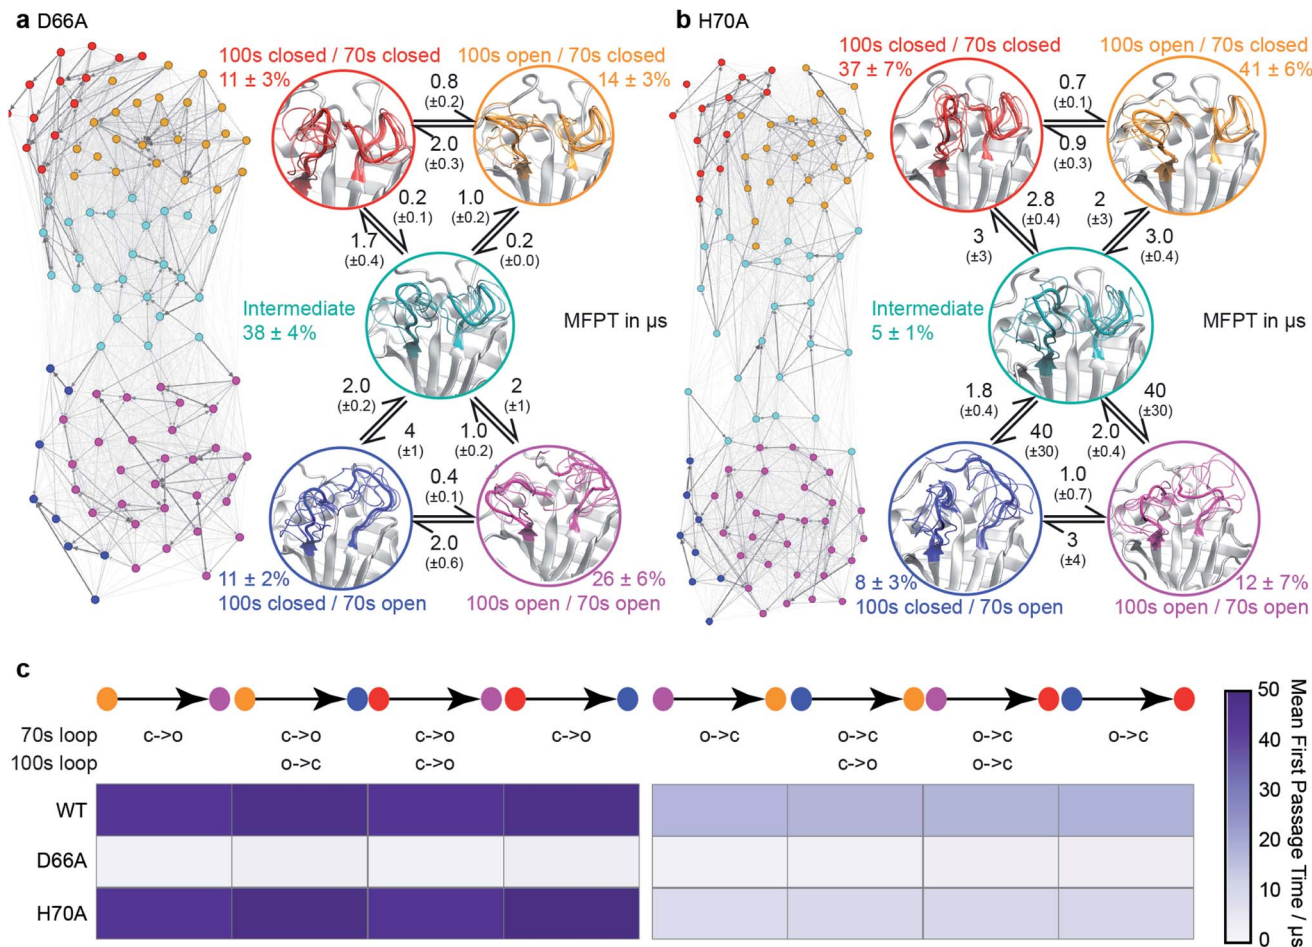 a D66A
100s closed / 70s closed
11 ± 3%
100s open / 70s closed
14 ± 3%
0.8
(±0.2)
2.0
(±0.3)
0.2
(±0.1)
1.7
(±0.4)
1.0
(±0.2)
0.2
(±0.0)
Intermediate
38 ± 4%
MFPT in µs
2.0
(±0.2)
4
(±1)
2
(±1)
1.0
(±0.2)
0.4
(±0.1)
2.0
(±0.6)
11 ± 2%
100s closed / 70s open
26 ± 6%
100s open / 70s open
b H70A
100s closed / 70s closed
37 ± 7%
100s open / 70s closed
41 ± 6%
0.7
(±0.1)
0.9
(±0.3)
2.8
(±0.4)
3
(±3)
2
(±3)
3.0
(±0.4)
Intermediate
5 ± 1%
MFPT in µs
1.8
(±0.4)
40
(±30)
40
(±30)
2.0
(±0.4)
1.0
(±0.7)
3
(±4)
8 ± 3%
100s closed / 70s open
12 ± 7%
100s open / 70s open
c
70s loop c->o c->o c->o c->o o->c o->c o->c o->c
100s loop o->c c->o c->o o->c
WT
D66A
H70A
50
40
30
20
10
0
Mean First Passage Time / µs